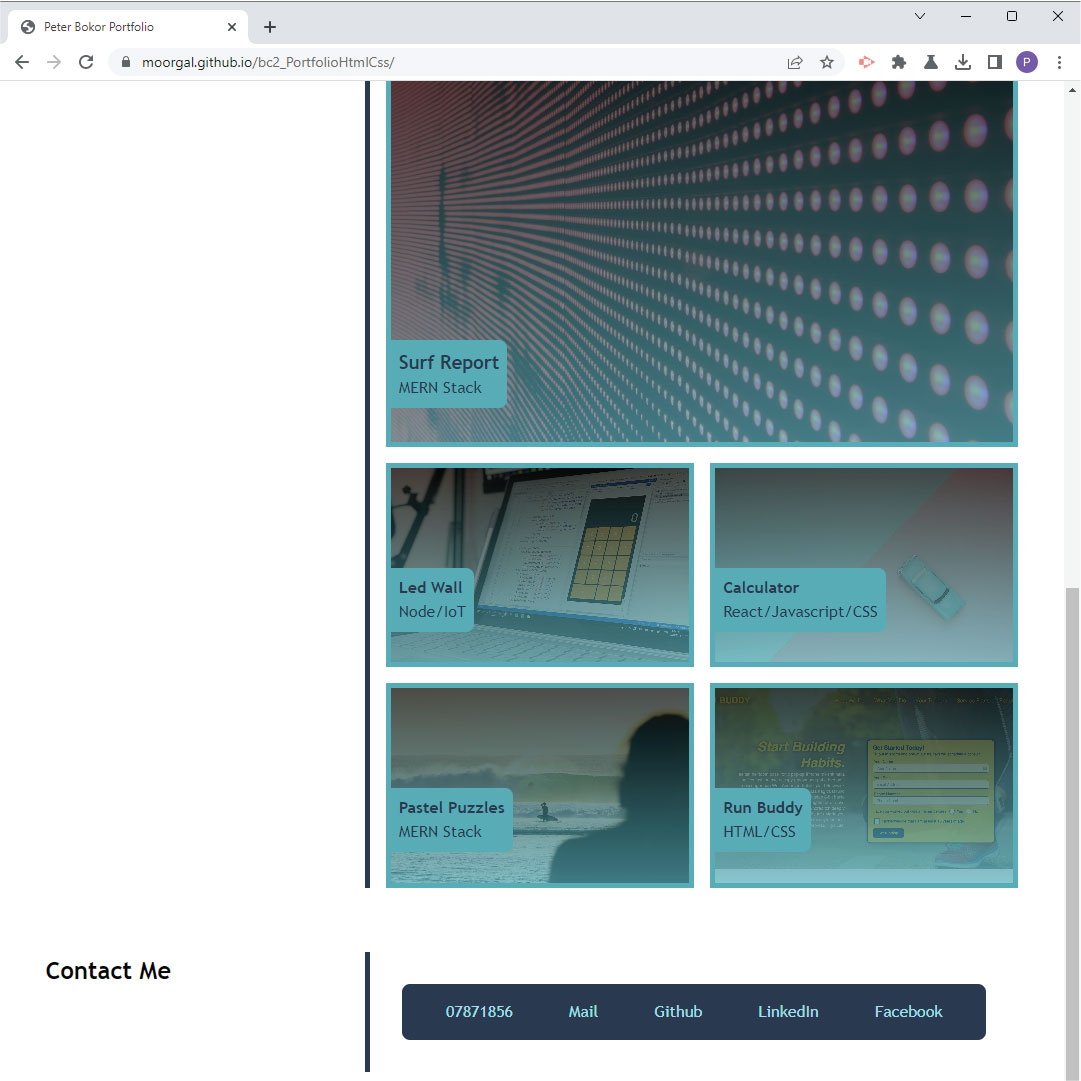 Peter Bokor Portfolio
moorgal.github.io/bc2_PortfolioHtmlCss/
P
Surf Report
MERN Stack
0
Led Wall
Node/IoT
Calculator
React/Javascript/CSS
Pastel Puzzles
MERN Stack
BUDDY
Start Building
Habits.
Get Started Today!
Run Buddy
HTML/CSS
Contact Me
07871856
Mail
Github
LinkedIn
Facebook